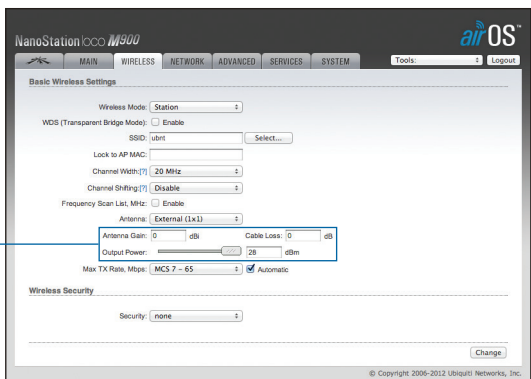 NanoStation loco M900
airOS™
MAIN WIRELESS NETWORK ADVANCED SERVICES SYSTEM Tools: Logout
Basic Wireless Settings
Wireless Mode: Station
WDS (Transparent Bridge Mode): Enable
SSID: ubnt Select...
Lock to AP MAC:
Channel Width:[?] 20 MHz
Channel Shifting:[?] Disable
Frequency Scan List, MHz: Enable
Antenna: External (1x1)
Antenna Gain: 0 dBi Cable Loss: 0 dB
Output Power: 28 dBm
Max TX Rate, Mbps: MCS 7 - 65 Automatic
Wireless Security
Security: none
Change
© Copyright 2006-2012 Ubiquiti Networks, Inc.